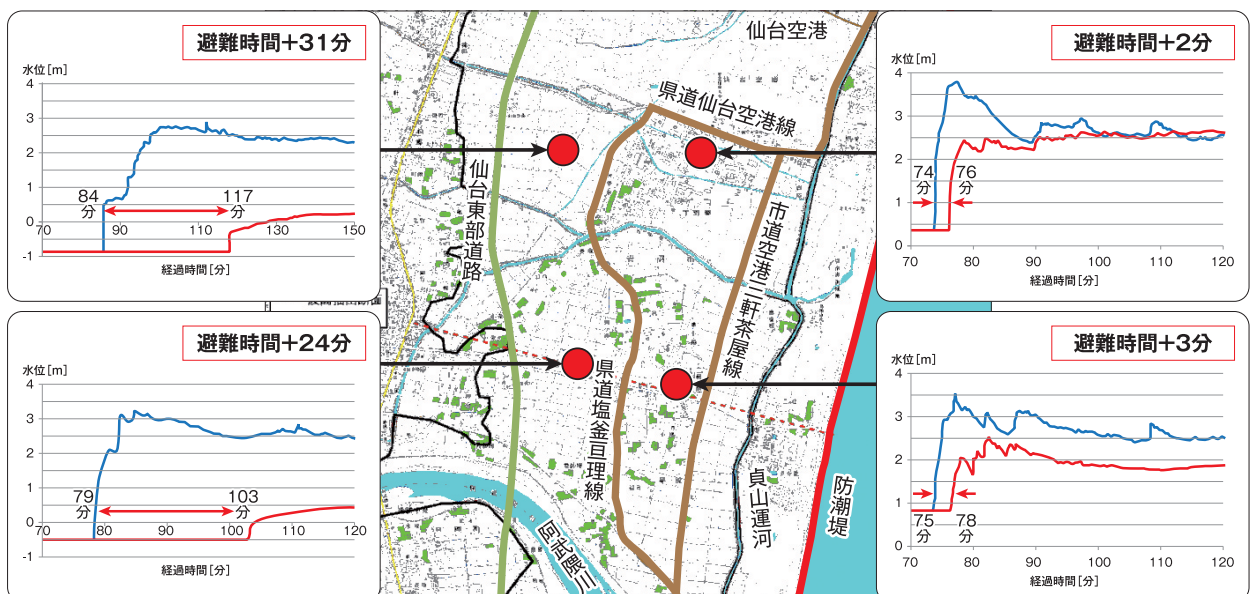 避難時間+31分
水位[m]
4
3
2
1
0
-1
84
分
117
分
70
90
110
130
150
経過時間[分]
避難時間+24分
水位[m]
4
3
2
1
0
-1
79
分
103
分
70
80
90
100
110
120
経過時間[分]
仙台空港
県道仙台空港線
仙台東部道路
市道空港三軒茶屋線
県道塩釜亘理線
貞山運河
防潮堤
阿武隈川
避難時間+2分
水位[m]
4
3
2
1
0
74
分
76
分
70
80
90
100
110
120
経過時間[分]
避難時間+3分
水位[m]
4
3
2
1
0
75
分
78
分
70
80
90
100
110
120
経過時間[分]